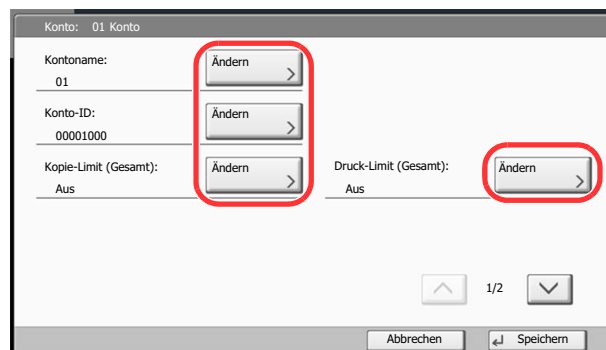 Konto: 01 Konto
Kontoname:
01
Ändern
Konto-ID:
00001000
Ändern
Kopie-Limit (Gesamt):
Aus
Ändern
Druck-Limit (Gesamt):
Aus
Ändern
1/2
Abbrechen
Speichern